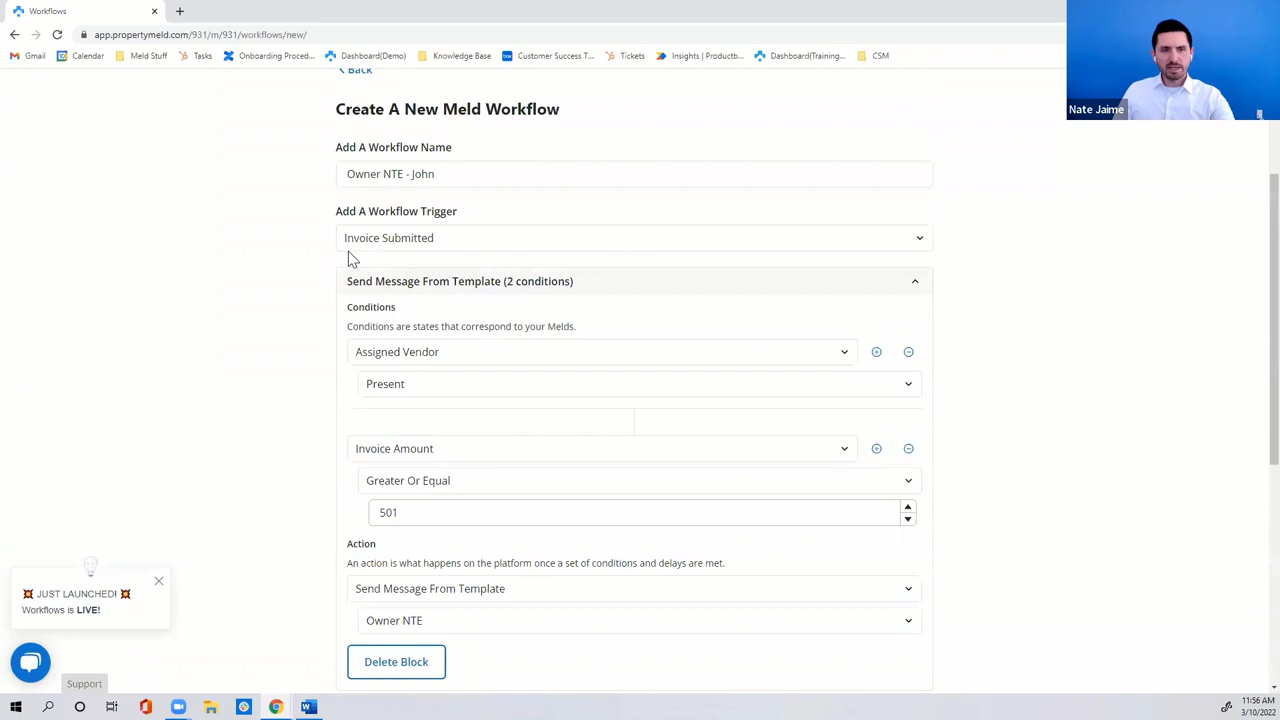 Workflows
app.propertymeld.com/931/m/931/workflows/new/
Gmail Calendar Meld Stuff Tasks Onboarding Proced... Dashboard(Demo) Knowledge Base Customer Success T... Tickets Insights | Productb... Dashboard(Training... CSM
Nate Jaime
Back
Create A New Meld Workflow
Add A Workflow Name
Owner NTE - John
Add A Workflow Trigger
Invoice Submitted
Send Message From Template (2 conditions)
Conditions
Conditions are states that correspond to your Melds.
Assigned Vendor
Present
Invoice Amount
Greater Or Equal
501
Action
An action is what happens on the platform once a set of conditions and delays are met.
Send Message From Template
Owner NTE
Delete Block
JUST LAUNCHED!
Workflows is LIVE!
Support
11:56 AM
3/10/2022